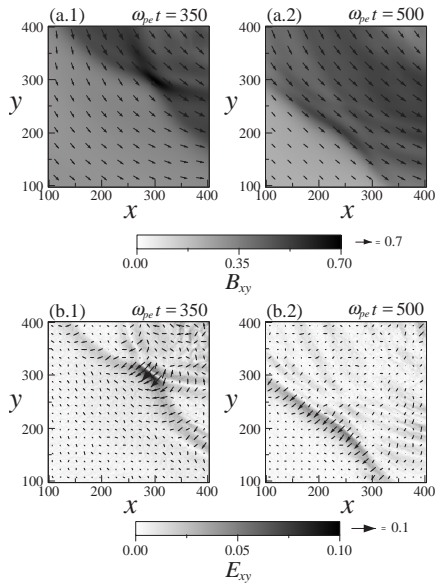 (a.1) ω_pe t = 350
(a.2) ω_pe t = 500
400
300
y
200
100
100 200 300 400
x
400
300
y
200
100
100 200 300 400
x
0.00 0.35 0.70
B_xy
= 0.7
(b.1) ω_pe t = 350
(b.2) ω_pe t = 500
400
300
y
200
100
100 200 300 400
x
400
300
y
200
100
100 200 300 400
x
0.00 0.05 0.10
E_xy
= 0.1